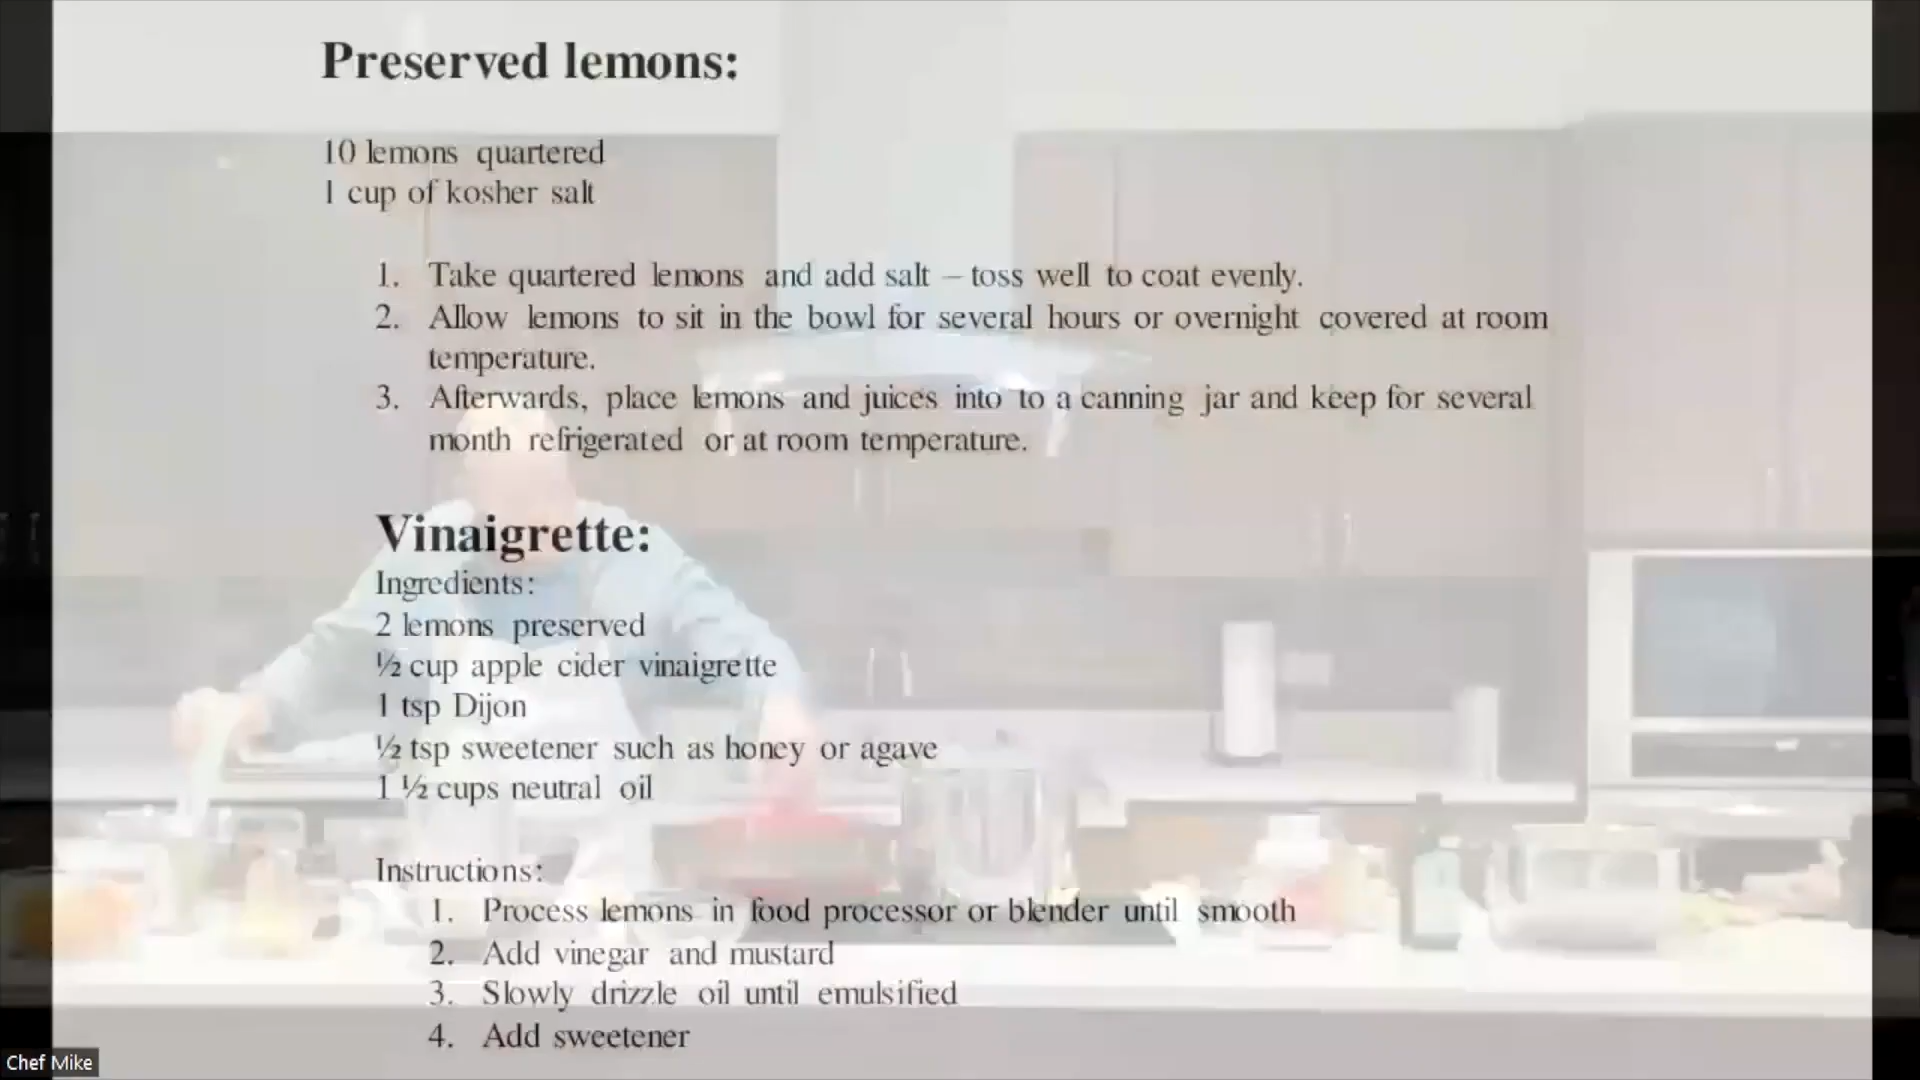 Preserved lemons:
10 lemons quartered
1 cup of kosher salt
1. Take quartered lemons and add salt – toss well to coat evenly.
2. Allow lemons to sit in the bowl for several hours or overnight covered at room
temperature.
3. Afterwards, place lemons and juices into to a canning jar and keep for several
month refrigerated or at room temperature.
Vinaigrette:
Ingredients:
2 lemons preserved
½ cup apple cider vinaigrette
1 tsp Dijon
½ tsp sweetener such as honey or agave
1 ½ cups neutral oil
Instructions:
1. Process lemons in food processor or blender until smooth
2. Add vinegar and mustard
3. Slowly drizzle oil until emulsified
4. Add sweetener
Chef Mike